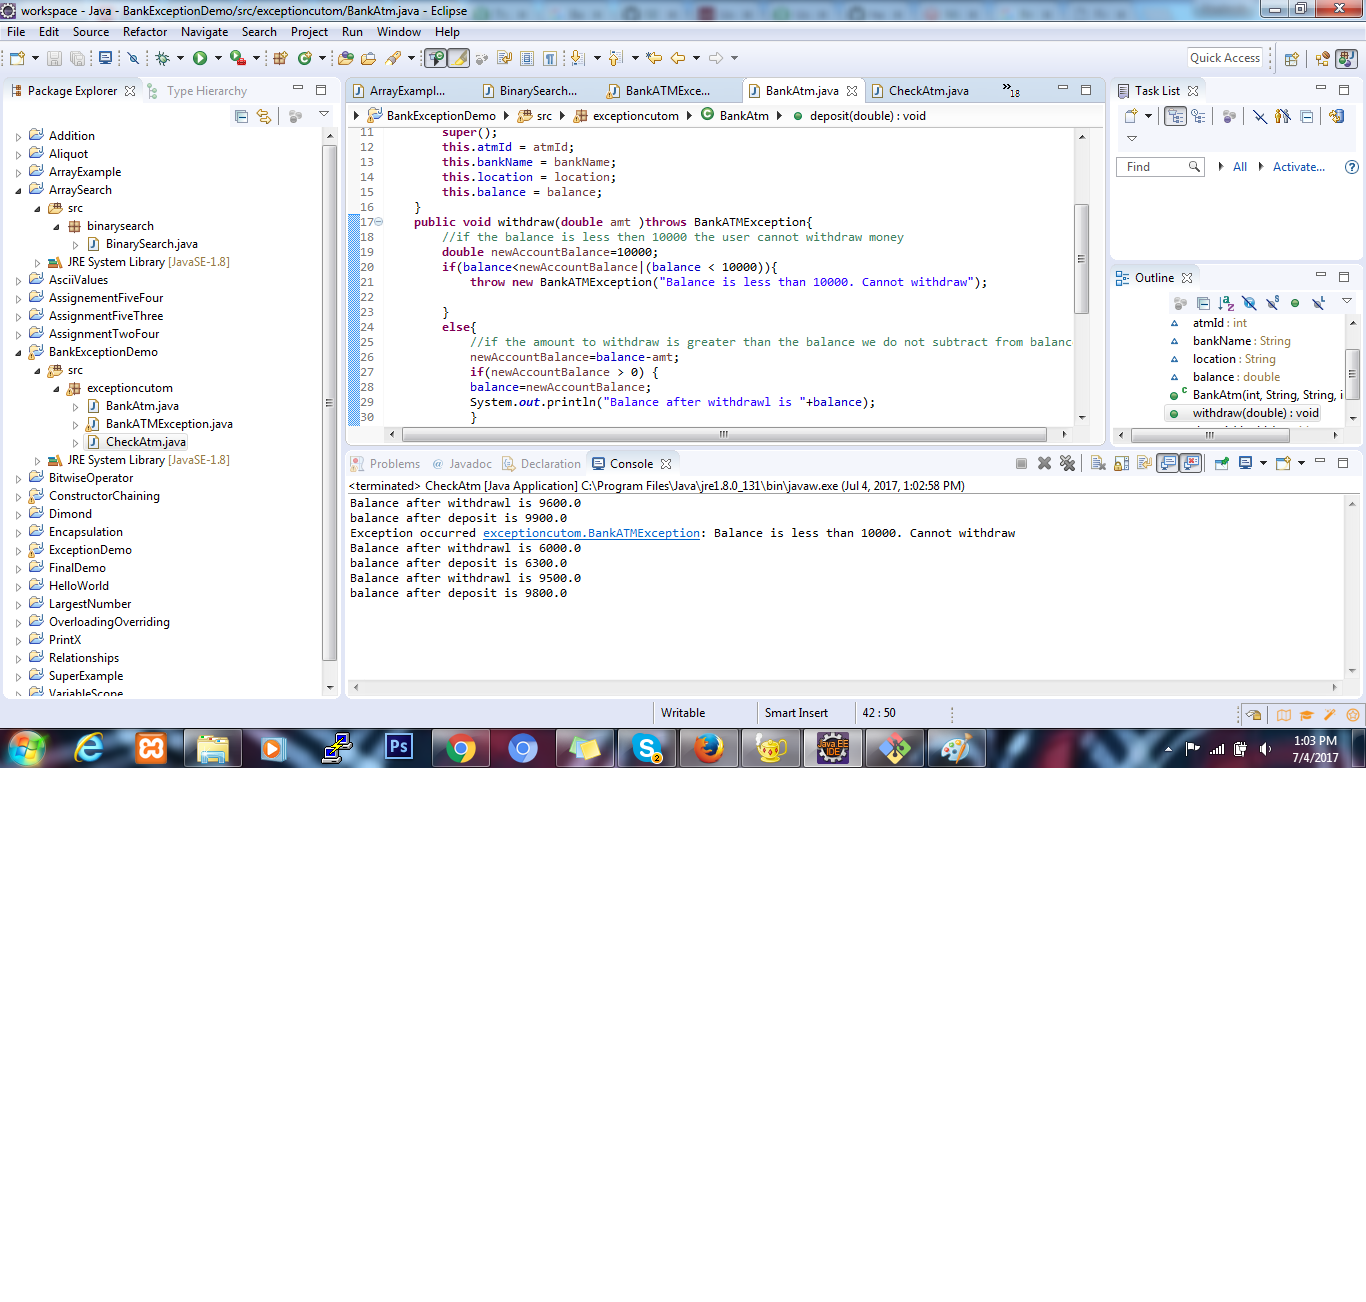 workspace - Java - BankExceptionDemo/src/exceptioncutom/BankAtm.java - Eclipse
File Edit Source Refactor Navigate Search Project Run Window Help
Quick Access
Package Explorer Type Hierarchy
Addition
Aliquot
ArrayExample
ArraySearch
src
binarysearch
BinarySearch.java
JRE System Library [JavaSE-1.8]
AsciiValues
AssignementFiveFour
AssignmentFiveThree
AssignmentTwoFour
BankExceptionDemo
src
exceptioncutom
BankAtm.java
BankATMException.java
CheckAtm.java
JRE System Library [JavaSE-1.8]
BitwiseOperator
ConstructorChaining
Dimond
Encapsulation
ExceptionDemo
FinalDemo
HelloWorld
LargestNumber
OverloadingOverriding
PrintX
Relationships
SuperExample
VariableScope
ArrayExampl... BinarySearch... BankATMExce... BankAtm.java CheckAtm.java »18
BankExceptionDemo src exceptioncutom BankAtm deposit(double) : void
11 super();
12 this.atmId = atmId;
13 this.bankName = bankName;
14 this.location = location;
15 this.balance = balance;
16 }
17 public void withdraw(double amt )throws BankATMException{
18 //if the balance is less then 10000 the user cannot withdraw money
19 double newAccountBalance=10000;
20 if(balance<newAccountBalance|(balance < 10000)){
21 throw new BankATMException("Balance is less than 10000. Cannot withdraw");
22
23 }
24 else{
25 //if the amount to withdraw is greater than the balance we do not subtract from balanc
26 newAccountBalance=balance-amt;
27 if(newAccountBalance > 0) {
28 balance=newAccountBalance;
29 System.out.println("Balance after withdrawl is "+balance);
30 }
Task List
Find All Activate...
Outline
atmId : int
bankName : String
location : String
balance : double
BankAtm(int, String, String, i
withdraw(double) : void
Problems @ Javadoc Declaration Console
<terminated> CheckAtm [Java Application] C:\Program Files\Java\jre1.8.0_131\bin\javaw.exe (Jul 4, 2017, 1:02:58 PM)
Balance after withdrawl is 9600.0
balance after deposit is 9900.0
Exception occurred exceptioncutom.BankATMException: Balance is less than 10000. Cannot withdraw
Balance after withdrawl is 6000.0
balance after deposit is 6300.0
Balance after withdrawl is 9500.0
balance after deposit is 9800.0
Writable Smart Insert 42 : 50
Ps
Java EE
IDE
2
1:03 PM
7/4/2017